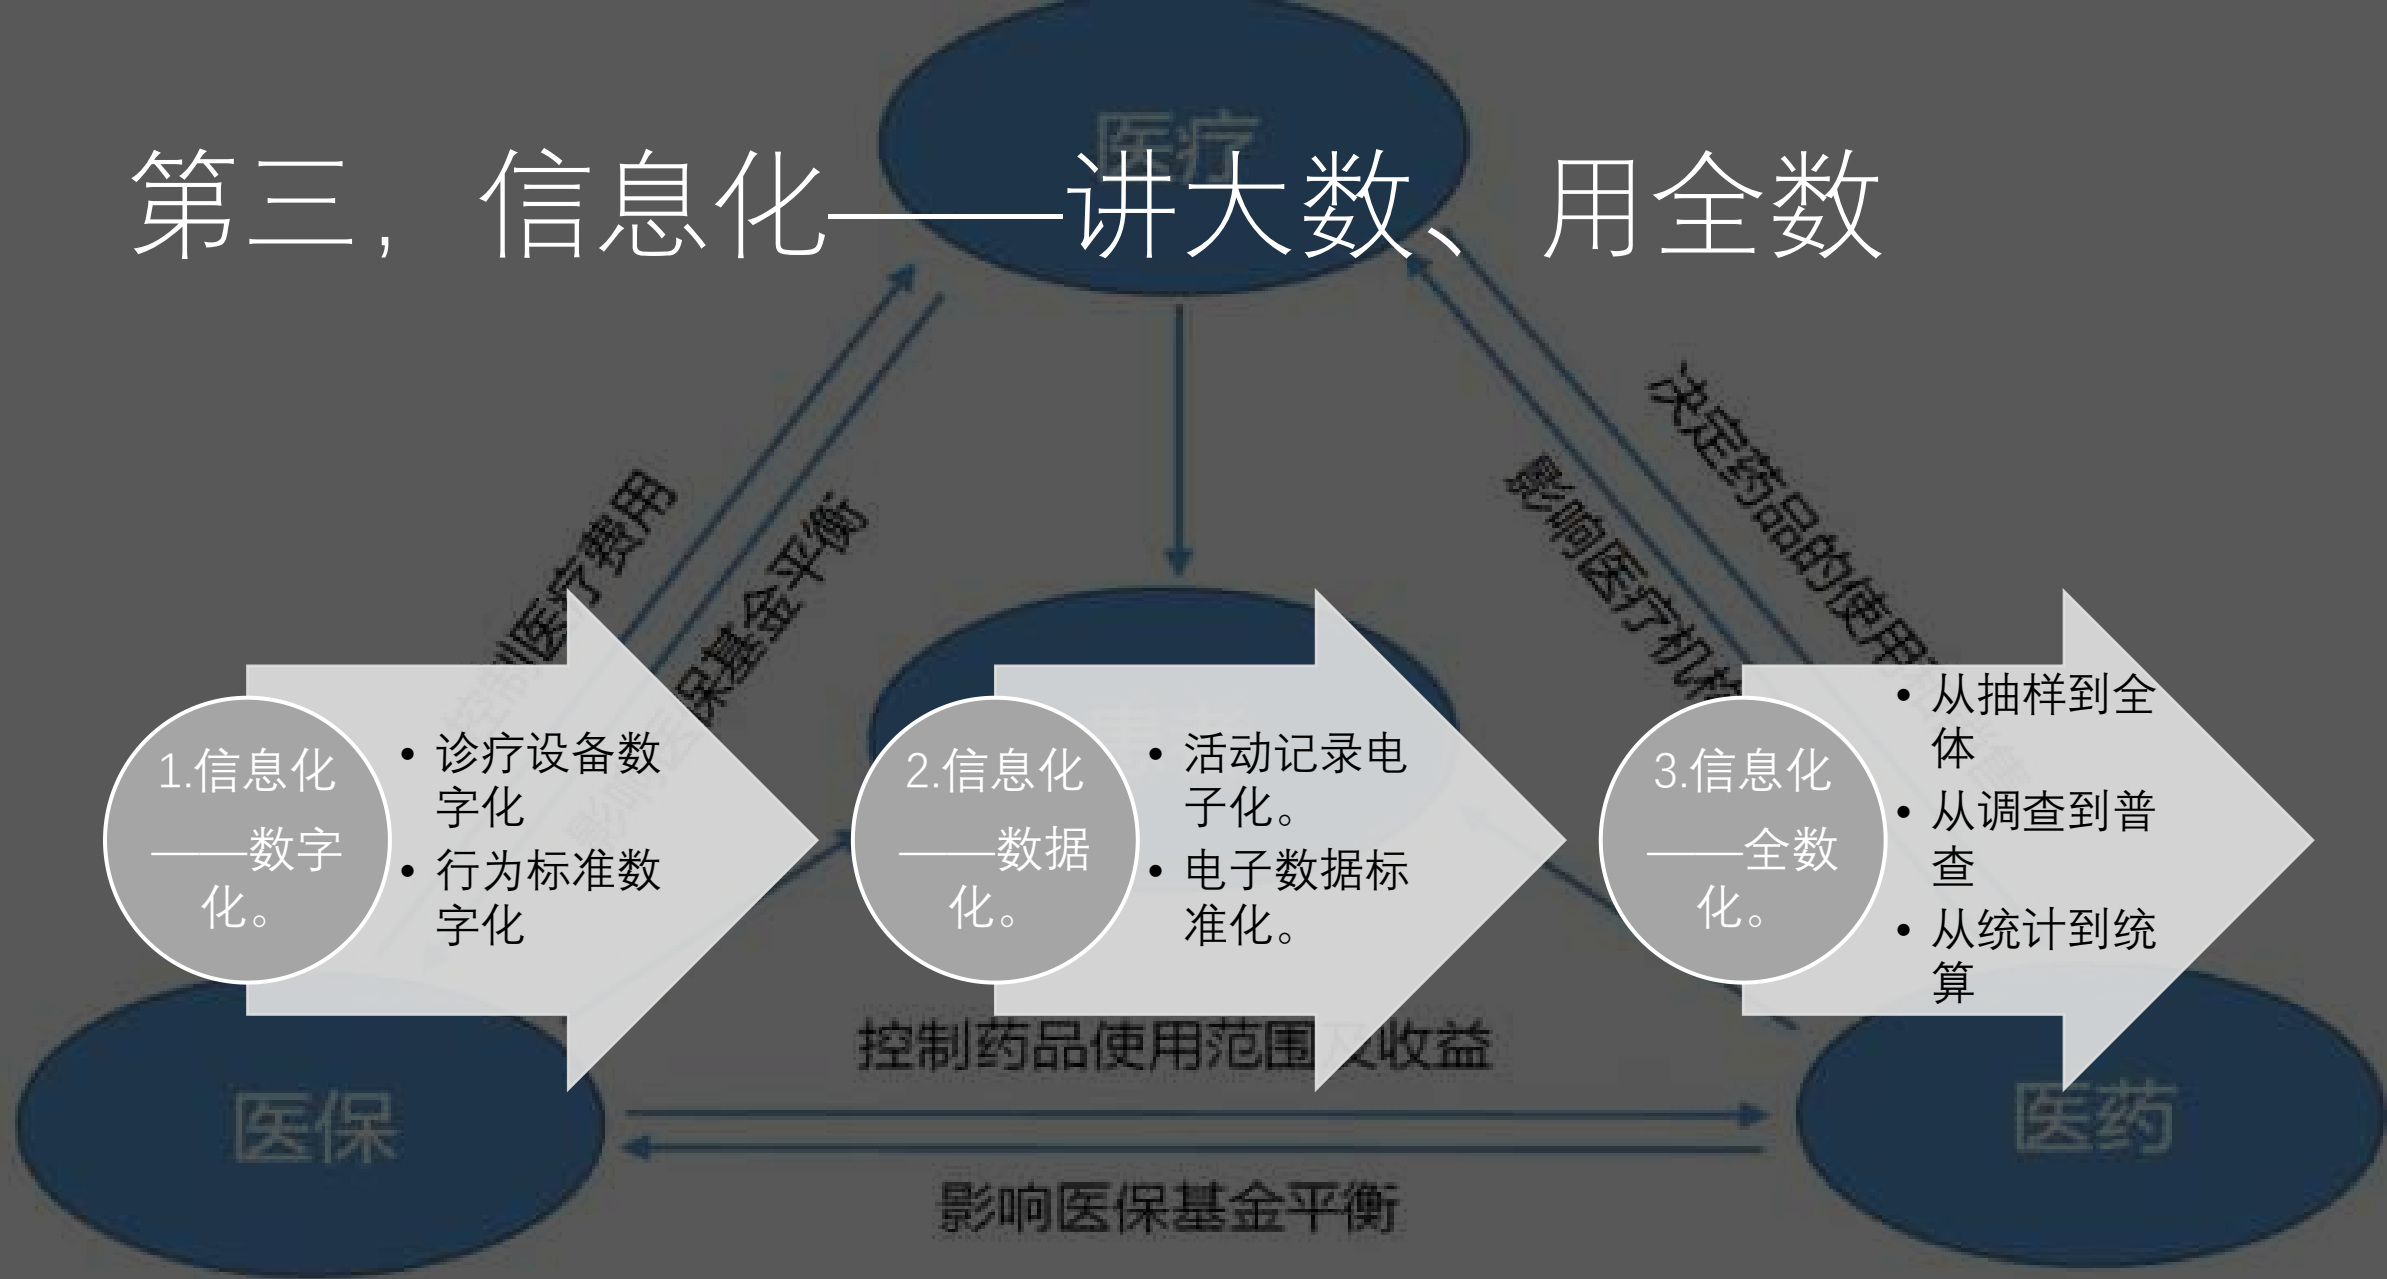 第三，信息化——讲大数、用全数
1.信息化
——数字
化。
• 诊疗设备数
字化
• 行为标准数
字化
2.信息化
——数据
化。
• 活动记录电
子化。
• 电子数据标
准化。
3.信息化
——全数
化。
• 从抽样到全
体
• 从调查到普
查
• 从统计到统
算
医疗
控制医疗费用
影响医保基金平衡
决定药品的使用
影响医疗机构
控制药品使用范围及收益
影响医保基金平衡
医保
医药